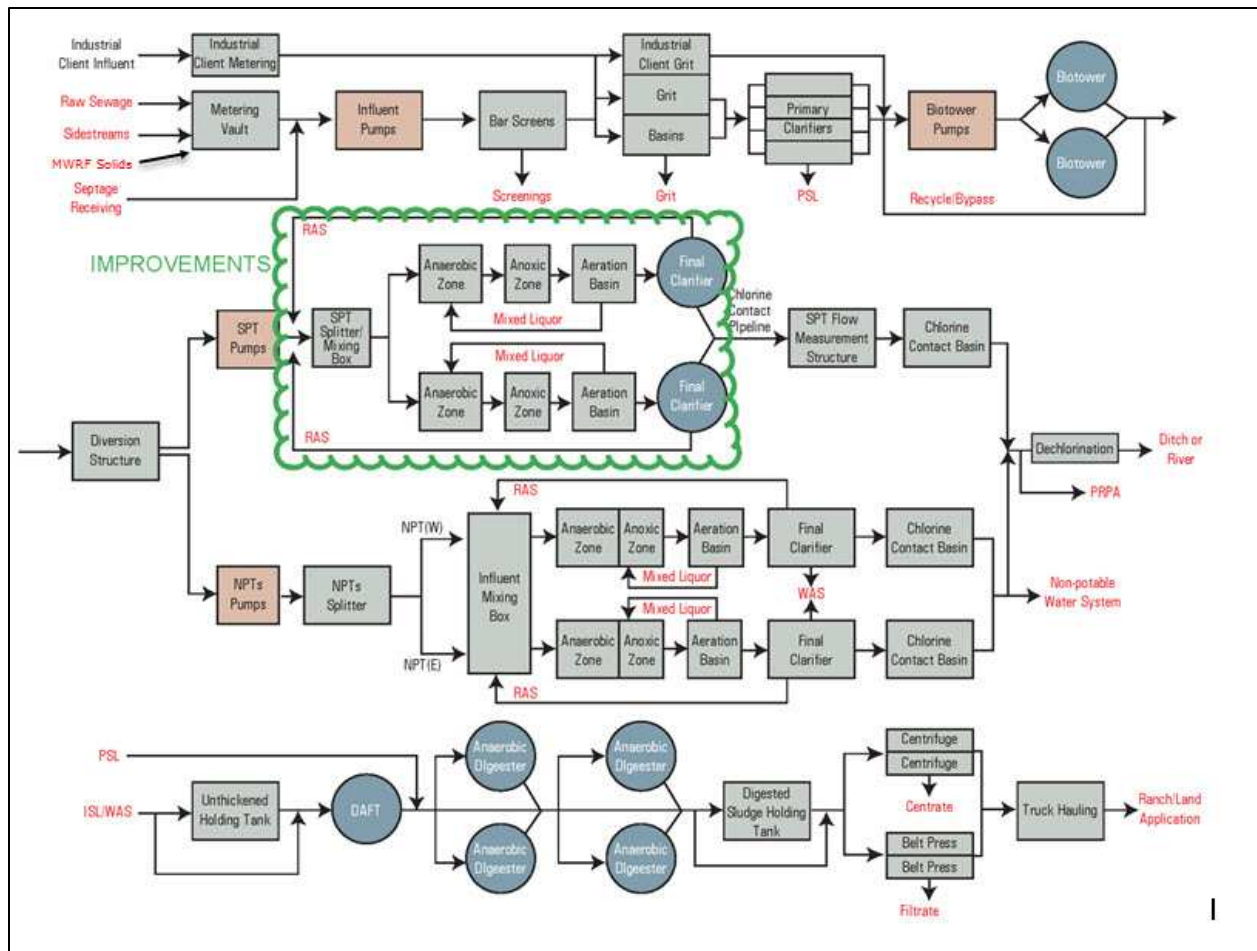 Industrial
Client Influent
Industrial
Client Metering
Raw Sewage
Sidestreams
MWRF Solids
Septage
Receiving
Metering
Vault
Influent
Pumps
Bar Screens
Screenings
Industrial
Client Grit
Grit
Basins
Grit
Primary
Clarifiers
PSL
Biotower
Pumps
Biotower
Biotower
Recycle/Bypass
IMPROVEMENTS
RAS
SPT
Pumps
SPT
Splitter/
Mixing
Box
Anaerobic
Zone
Anoxic
Zone
Aeration
Basin
Final
Clarifier
Mixed Liquor
Mixed Liquor
Anaerobic
Zone
Anoxic
Zone
Aeration
Basin
Final
Clarifier
RAS
Chlorine
Contact
Pipeline
SPT Flow
Measurement
Structure
Chlorine
Contact Basin
Diversion
Structure
Dechlorination
Ditch or
River
PRPA
NPTs
Pumps
NPTs
Splitter
NPT(W)
NPT(E)
RAS
Influent
Mixing
Box
Anaerobic
Zone
Anoxic
Zone
Aeration
Basin
Final
Clarifier
Chlorine
Contact Basin
Mixed Liquor
WAS
Mixed Liquor
Anaerobic
Zone
Anoxic
Zone
Aeration
Basin
Final
Clarifier
Chlorine
Contact Basin
RAS
Non-potable
Water System
PSL
ISL/WAS
Unthickened
Holding Tank
DAFT
Anaerobic
DIgeester
Anaerobic
DIgeester
Anaerobic
DIgeester
Anaerobic
DIgeester
Digested
Sludge Holding
Tank
Centrifuge
Centrifuge
Centrate
Belt Press
Belt Press
Filtrate
Truck Hauling
Ranch/Land
Application
I